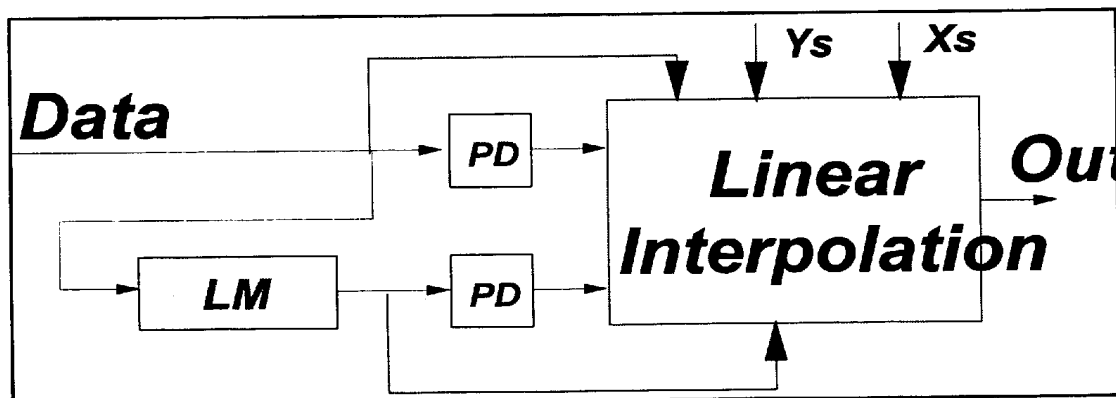 Ys Xs
Data
PD
Linear
Interpolation
Out
LM
PD